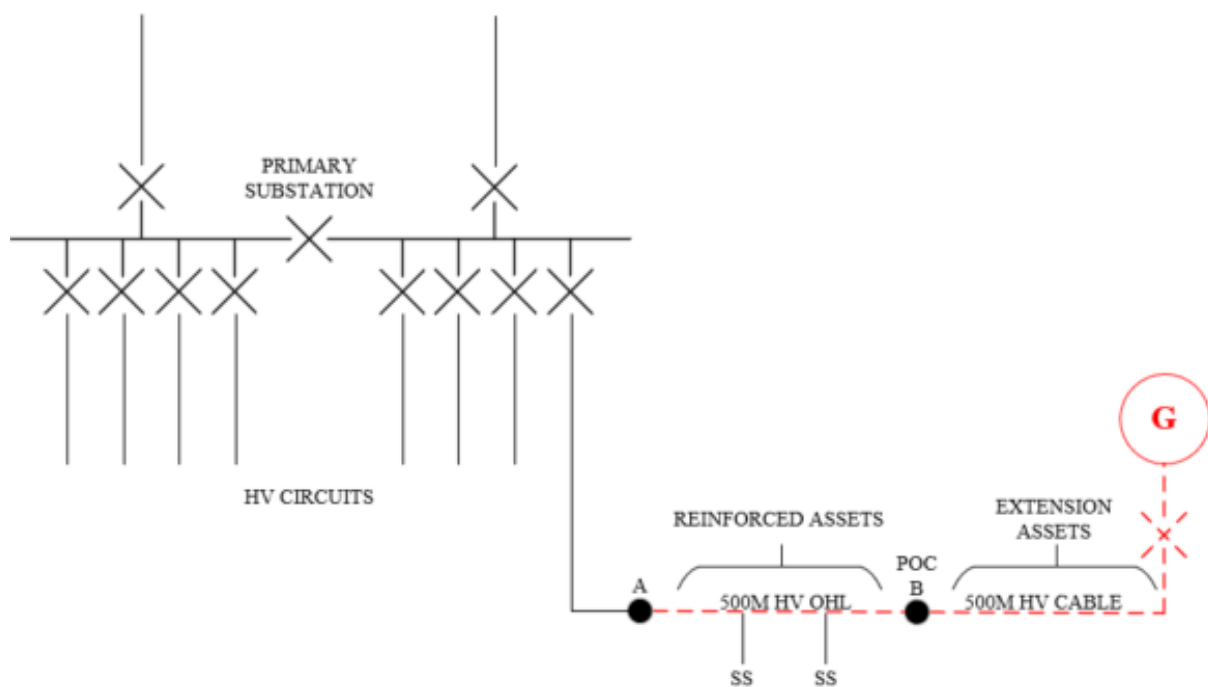 PRIMARY
SUBSTATION
HV CIRCUITS
REINFORCED ASSETS
EXTENSION
ASSETS
G
A
500M HV OHL
POC
B
500M HV CABLE
SS
SS